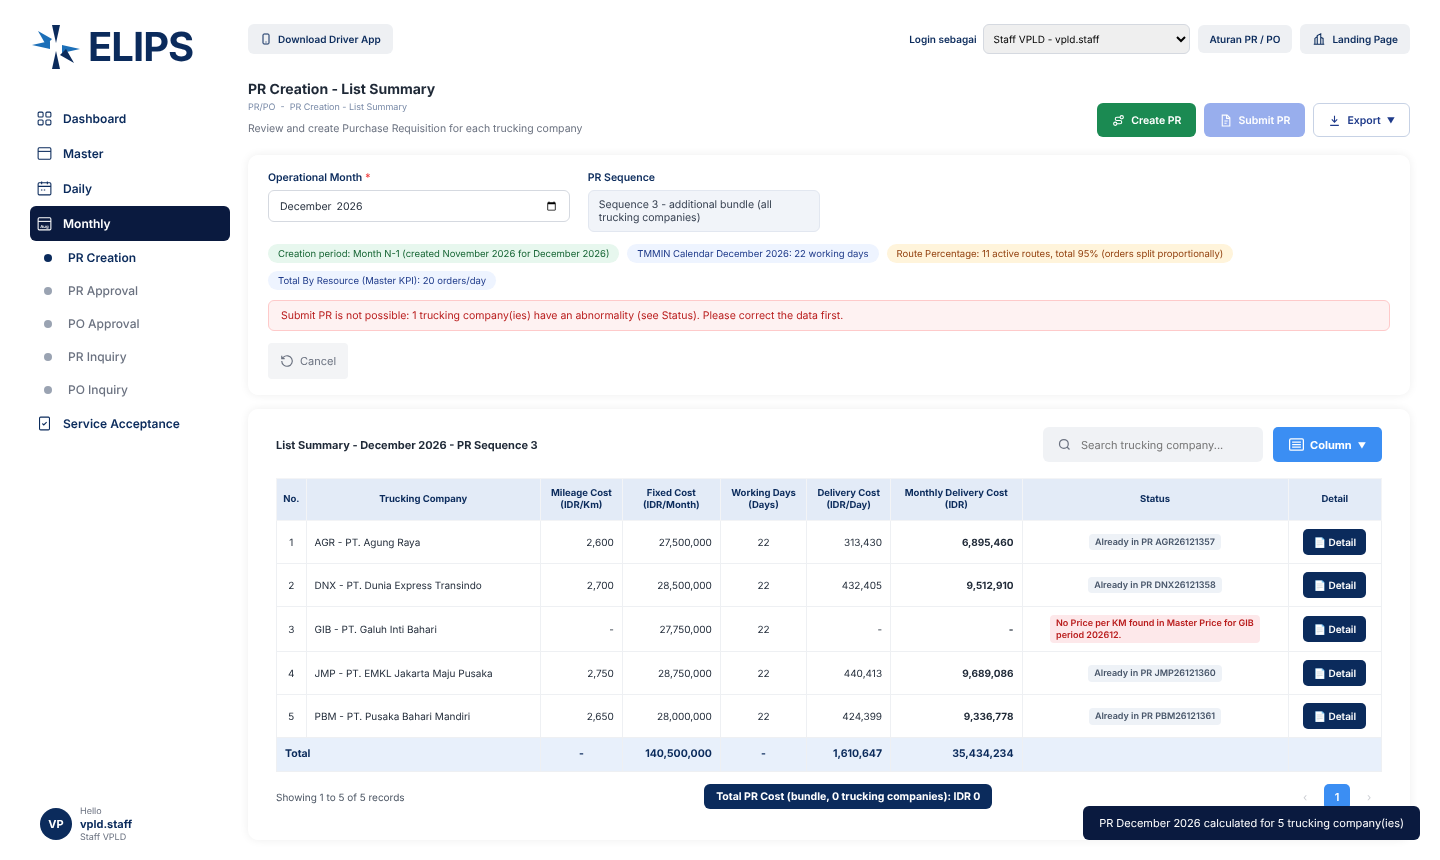 ELIPS
Download Driver App
Login sebagai
Staff VPLD - vpld.staff
Aturan PR / PO
Landing Page
Dashboard
Master
Daily
Monthly
PR Creation
PR Approval
PO Approval
PR Inquiry
PO Inquiry
Service Acceptance
Hello
VP
vpld.staff
Staff VPLD
PR Creation - List Summary
PR/PO - PR Creation - List Summary
Review and create Purchase Requisition for each trucking company
Create PR
Submit PR
Export ▼
Operational Month *
December 2026
PR Sequence
Sequence 3 - additional bundle (all
trucking companies)
Creation period: Month N-1 (created November 2026 for December 2026)
TMMIN Calendar December 2026: 22 working days
Route Percentage: 11 active routes, total 95% (orders split proportionally)
Total By Resource (Master KPI): 20 orders/day
Submit PR is not possible: 1 trucking company(ies) have an abnormality (see Status). Please correct the data first.
Cancel
List Summary - December 2026 - PR Sequence 3
Search trucking company...
Column ▼
No. Trucking Company Mileage Cost (IDR/Km) Fixed Cost (IDR/Month) Working Days (Days) Delivery Cost (IDR/Day) Monthly Delivery Cost (IDR) Status Detail
1 AGR - PT. Agung Raya 2,600 27,500,000 22 313,430 6,895,460 Already in PR AGR26121357 Detail
2 DNX - PT. Dunia Express Transindo 2,700 28,500,000 22 432,405 9,512,910 Already in PR DNX26121358 Detail
3 GIB - PT. Galuh Inti Bahari - 27,750,000 22 - - No Price per KM found in Master Price for GIB period 202612. Detail
4 JMP - PT. EMKL Jakarta Maju Pusaka 2,750 28,750,000 22 440,413 9,689,086 Already in PR JMP26121360 Detail
5 PBM - PT. Pusaka Bahari Mandiri 2,650 28,000,000 22 424,399 9,336,778 Already in PR PBM26121361 Detail
Total - 140,500,000 - 1,610,647 35,434,234
Showing 1 to 5 of 5 records
Total PR Cost (bundle, 0 trucking companies): IDR 0
‹ 1 ›
PR December 2026 calculated for 5 trucking company(ies)